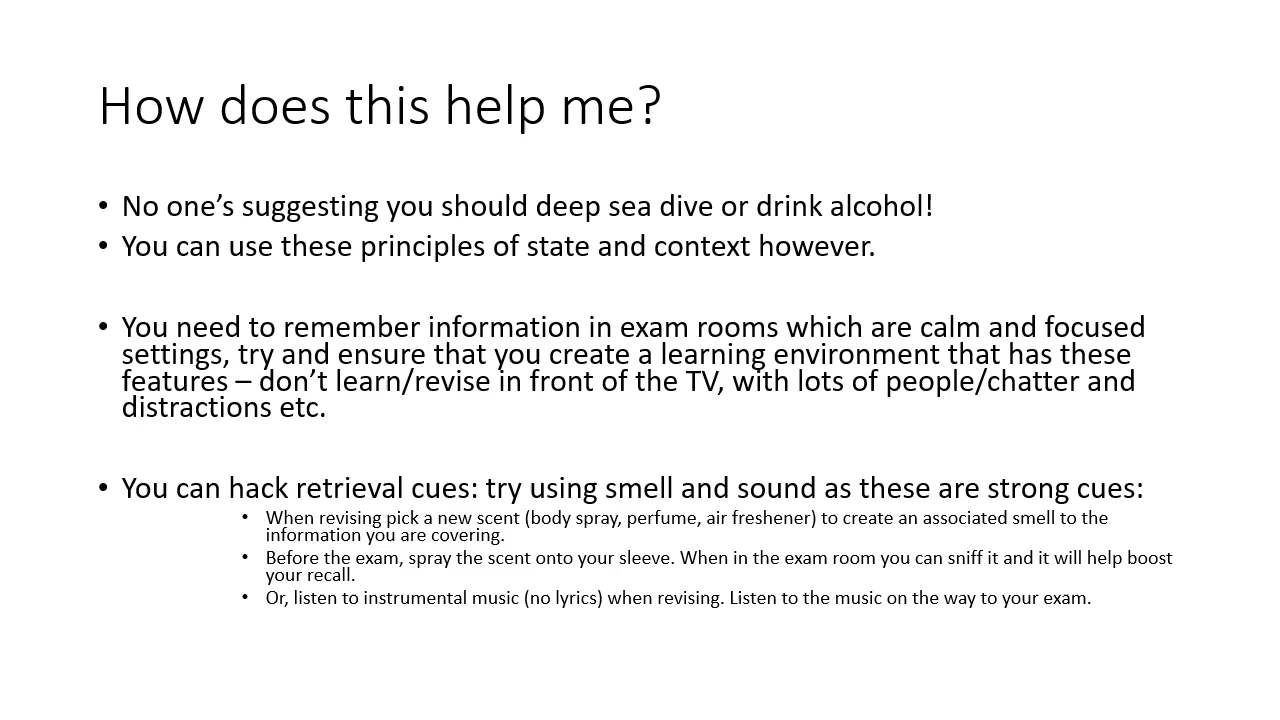 How does this help me?
• No one's suggesting you should deep sea dive or drink alcohol!
• You can use these principles of state and context however.
• You need to remember information in exam rooms which are calm and focused
settings, try and ensure that you create a learning environment that has these
features – don't learn/revise in front of the TV, with lots of people/chatter and
distractions etc.
• You can hack retrieval cues: try using smell and sound as these are strong cues:
• When revising pick a new scent (body spray, perfume, air freshener) to create an associated smell to the
information you are covering.
• Before the exam, spray the scent onto your sleeve. When in the exam room you can sniff it and it will help boost
your recall.
• Or, listen to instrumental music (no lyrics) when revising. Listen to the music on the way to your exam.